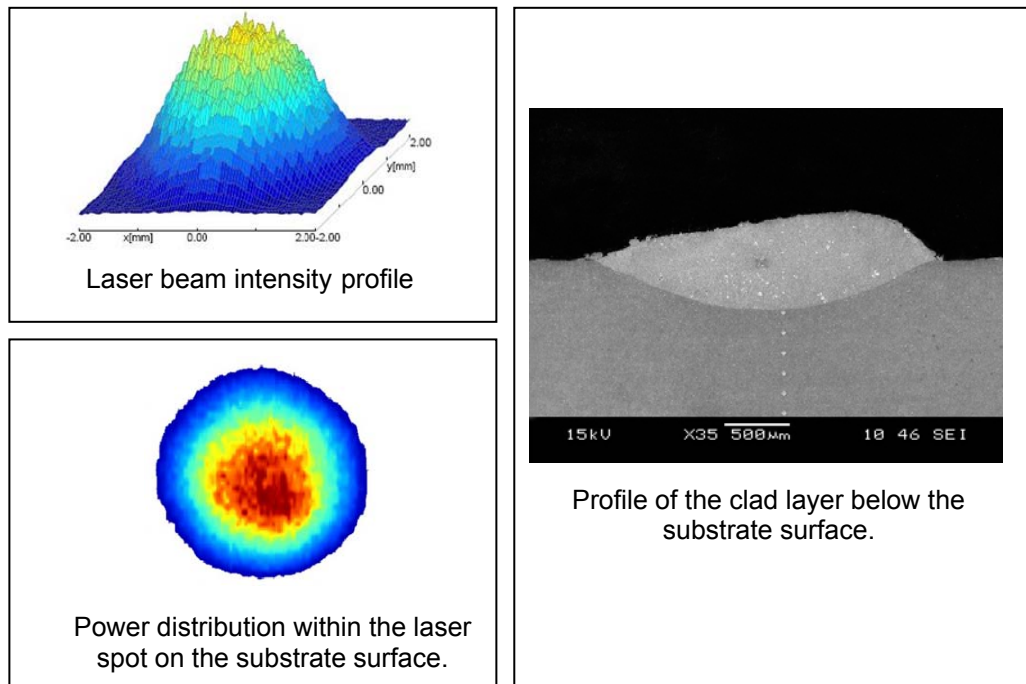 2.00
y[mm]
0.00
-2.00
x[mm]
0.00
2.00-2.00
Laser beam intensity profile
Power distribution within the laser
spot on the substrate surface.
15kV X35 500µm 10 46 SEI
Profile of the clad layer below the
substrate surface.